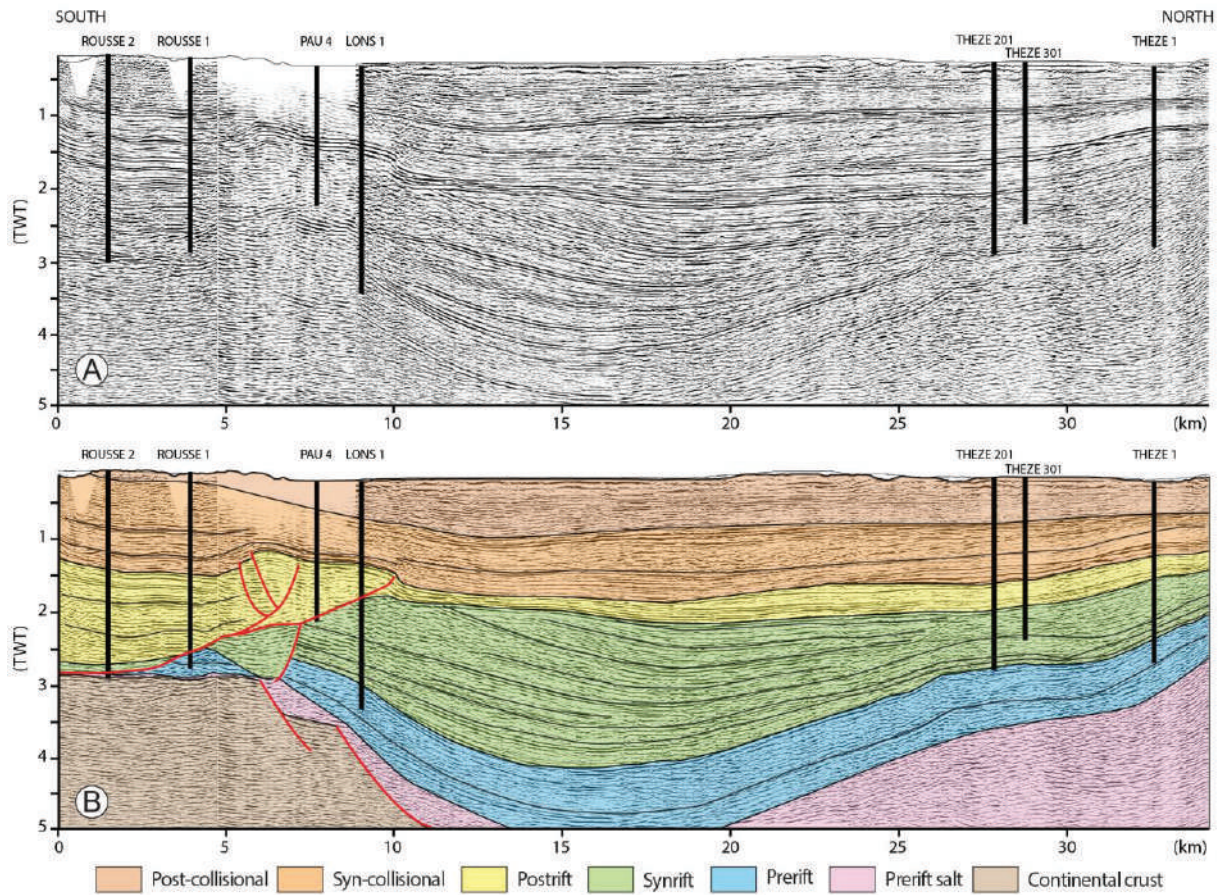 SOUTH NORTH
ROUSSE 2 ROUSSE 1 PAU 4 LONS 1 THEZE 201 THEZE 1
THEZE 301
1
2
(TWT)
3
4
A
5
0 5 10 15 20 25 30 (km)
ROUSSE 2 ROUSSE 1 PAU 4 LONS 1 THEZE 201 THEZE 1
THEZE 301
1
2
(TWT)
3
4
B
5
0 5 10 15 20 25 30 (km)
Post-collisional Syn-collisional Postrift Synrift Prerift Prerift salt Continental crust